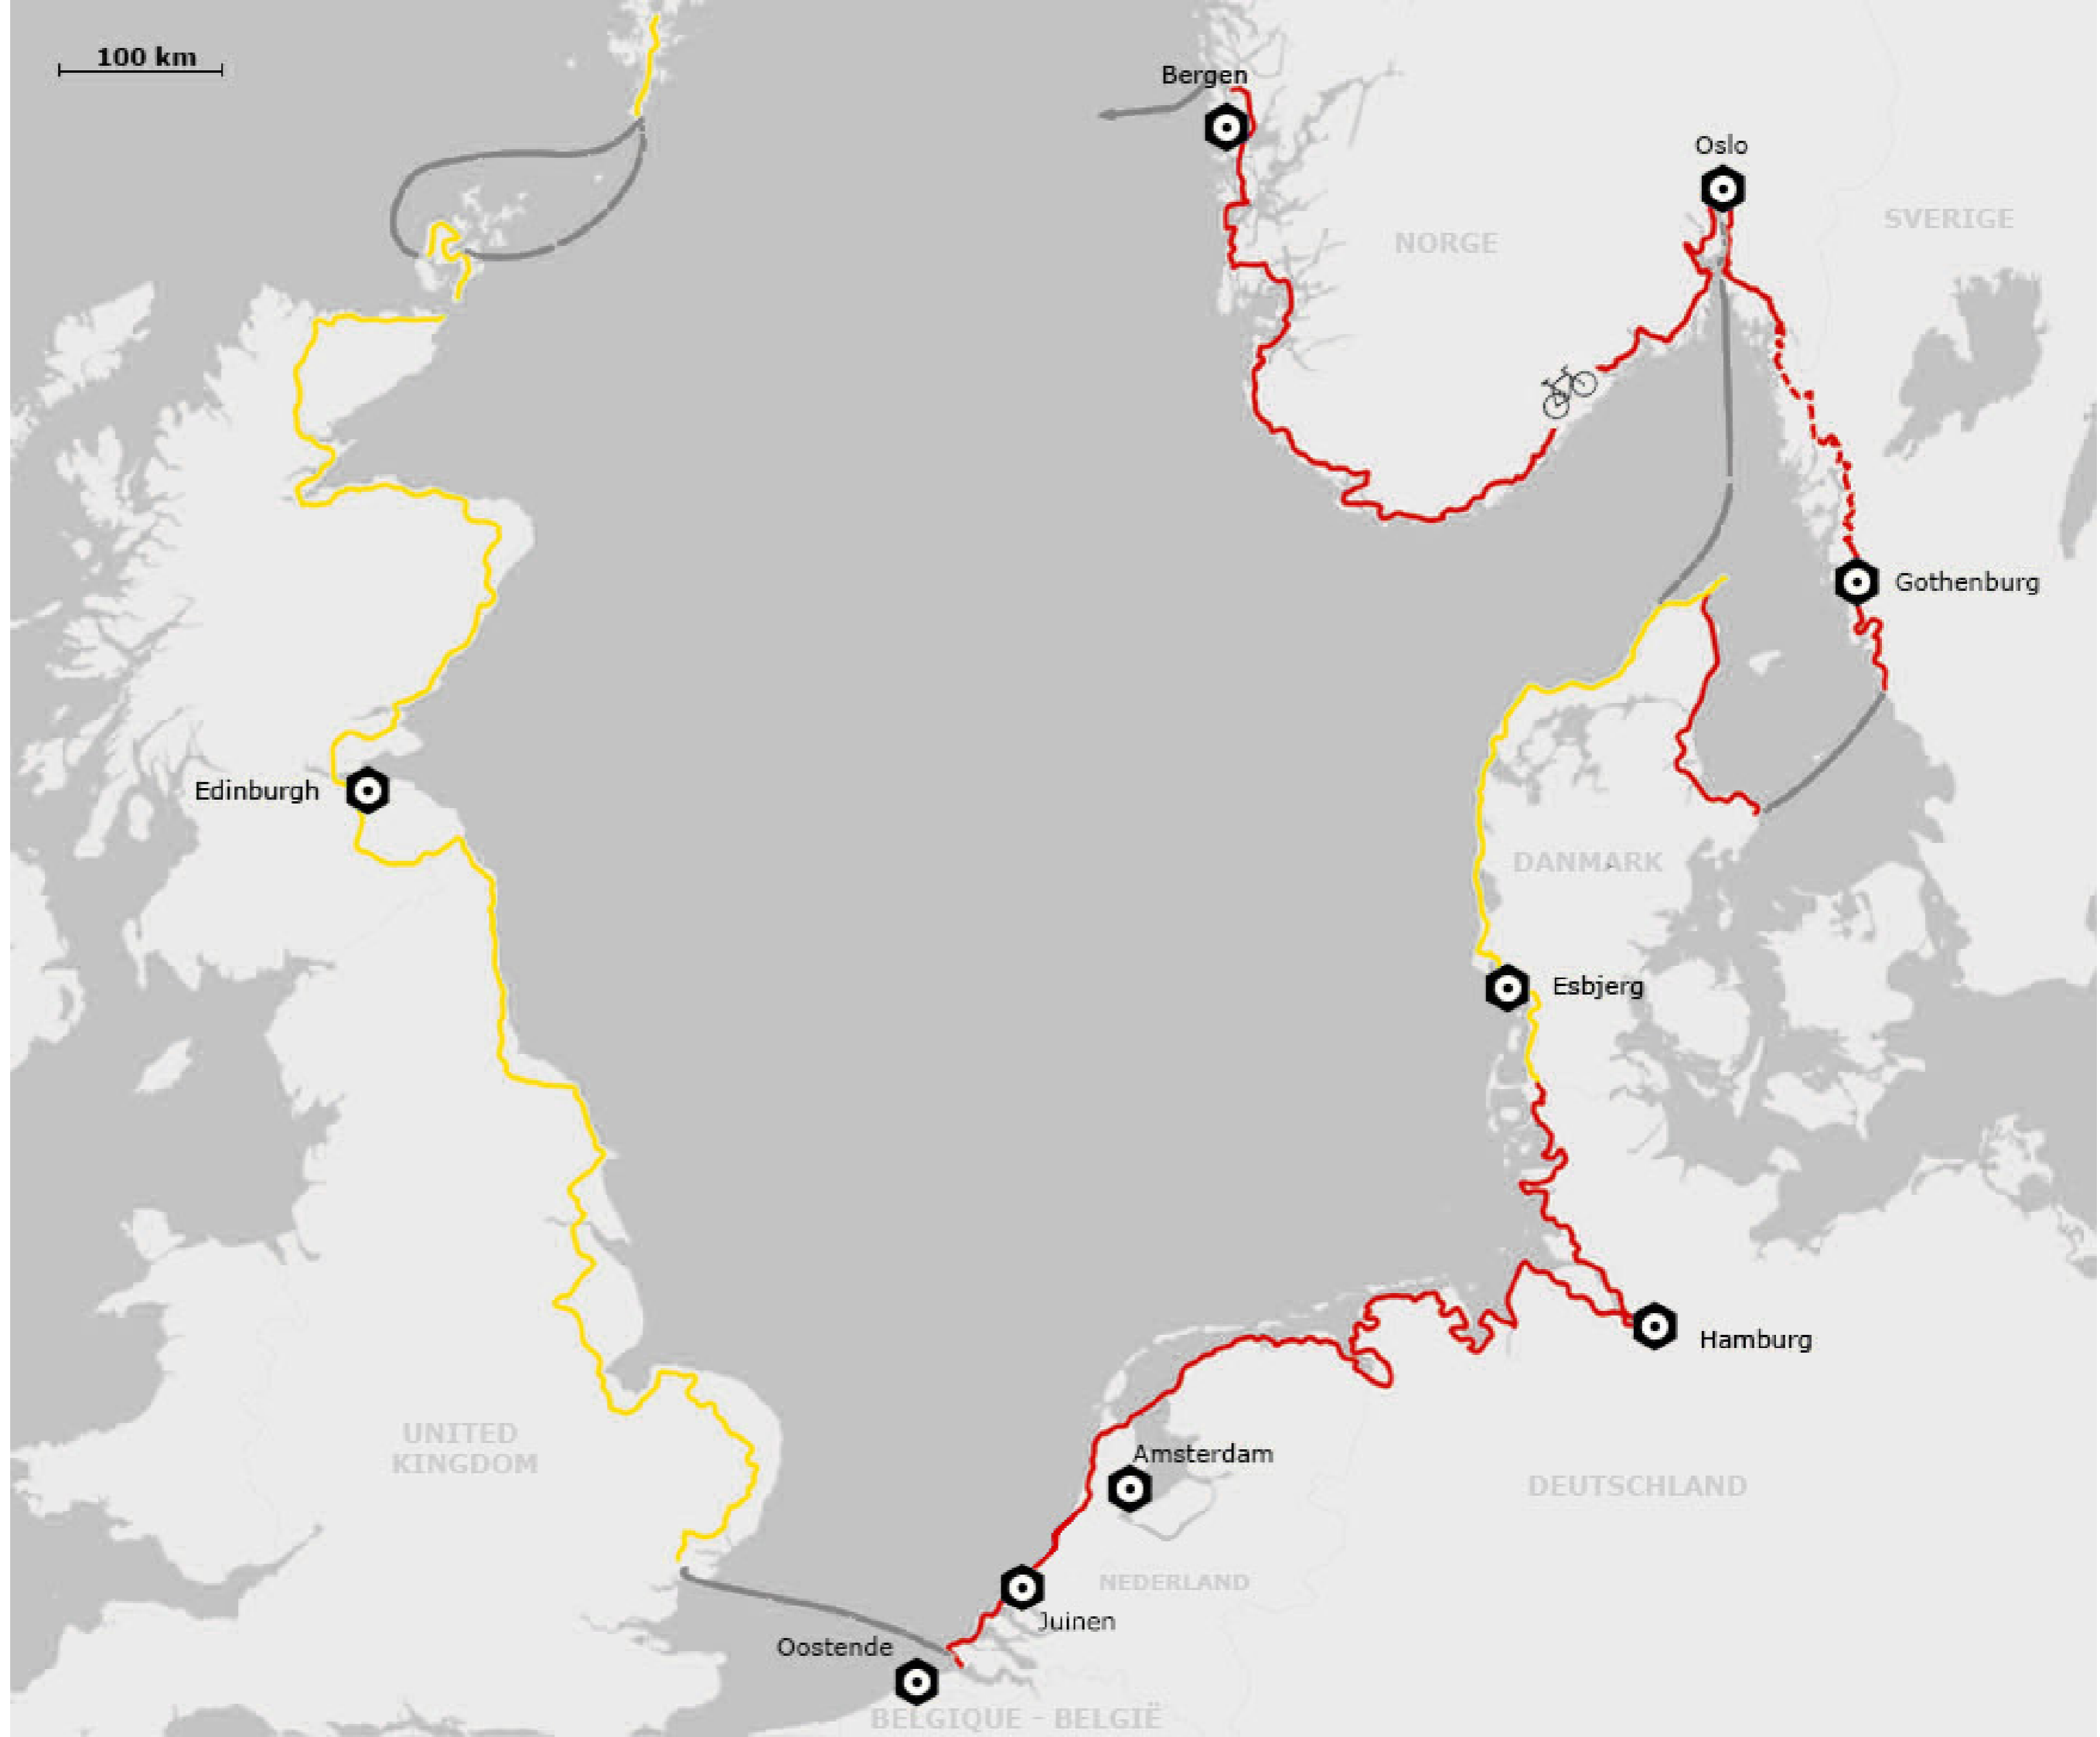 100 km
Bergen
Oslo
SVERIGE
NORGE
Gothenburg
Edinburgh
DANMARK
Esbjerg
Hamburg
UNITED
KINGDOM
Amsterdam
DEUTSCHLAND
NEDERLAND
Juinen
Oostende
BELGIQUE - BELGIË